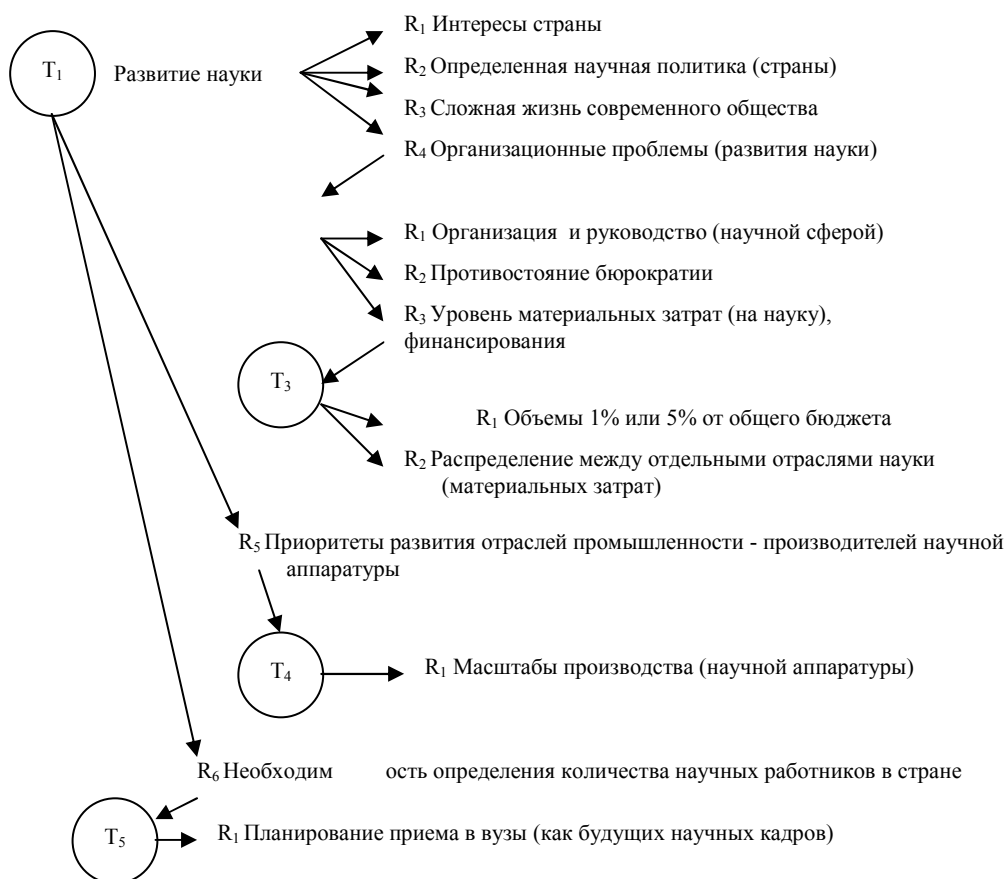 R₁ Интересы страны
T₁ Развитие науки
R₂ Определенная научная политика (страны)
R₃ Сложная жизнь современного общества
R₄ Организационные проблемы (развития науки)
R₁ Организация и руководство (научной сферой)
R₂ Противостояние бюрократии
R₃ Уровень материальных затрат (на науку),
финансирования
T₃
R₁ Объемы 1% или 5% от общего бюджета
R₂ Распределение между отдельными отраслями науки
(материальных затрат)
R₅ Приоритеты развития отраслей промышленности - производителей научной
аппаратуры
T₄ R₁ Масштабы производства (научной аппаратуры)
R₆ Необходим ость определения количества научных работников в стране
T₅ R₁ Планирование приема в вузы (как будущих научных кадров)